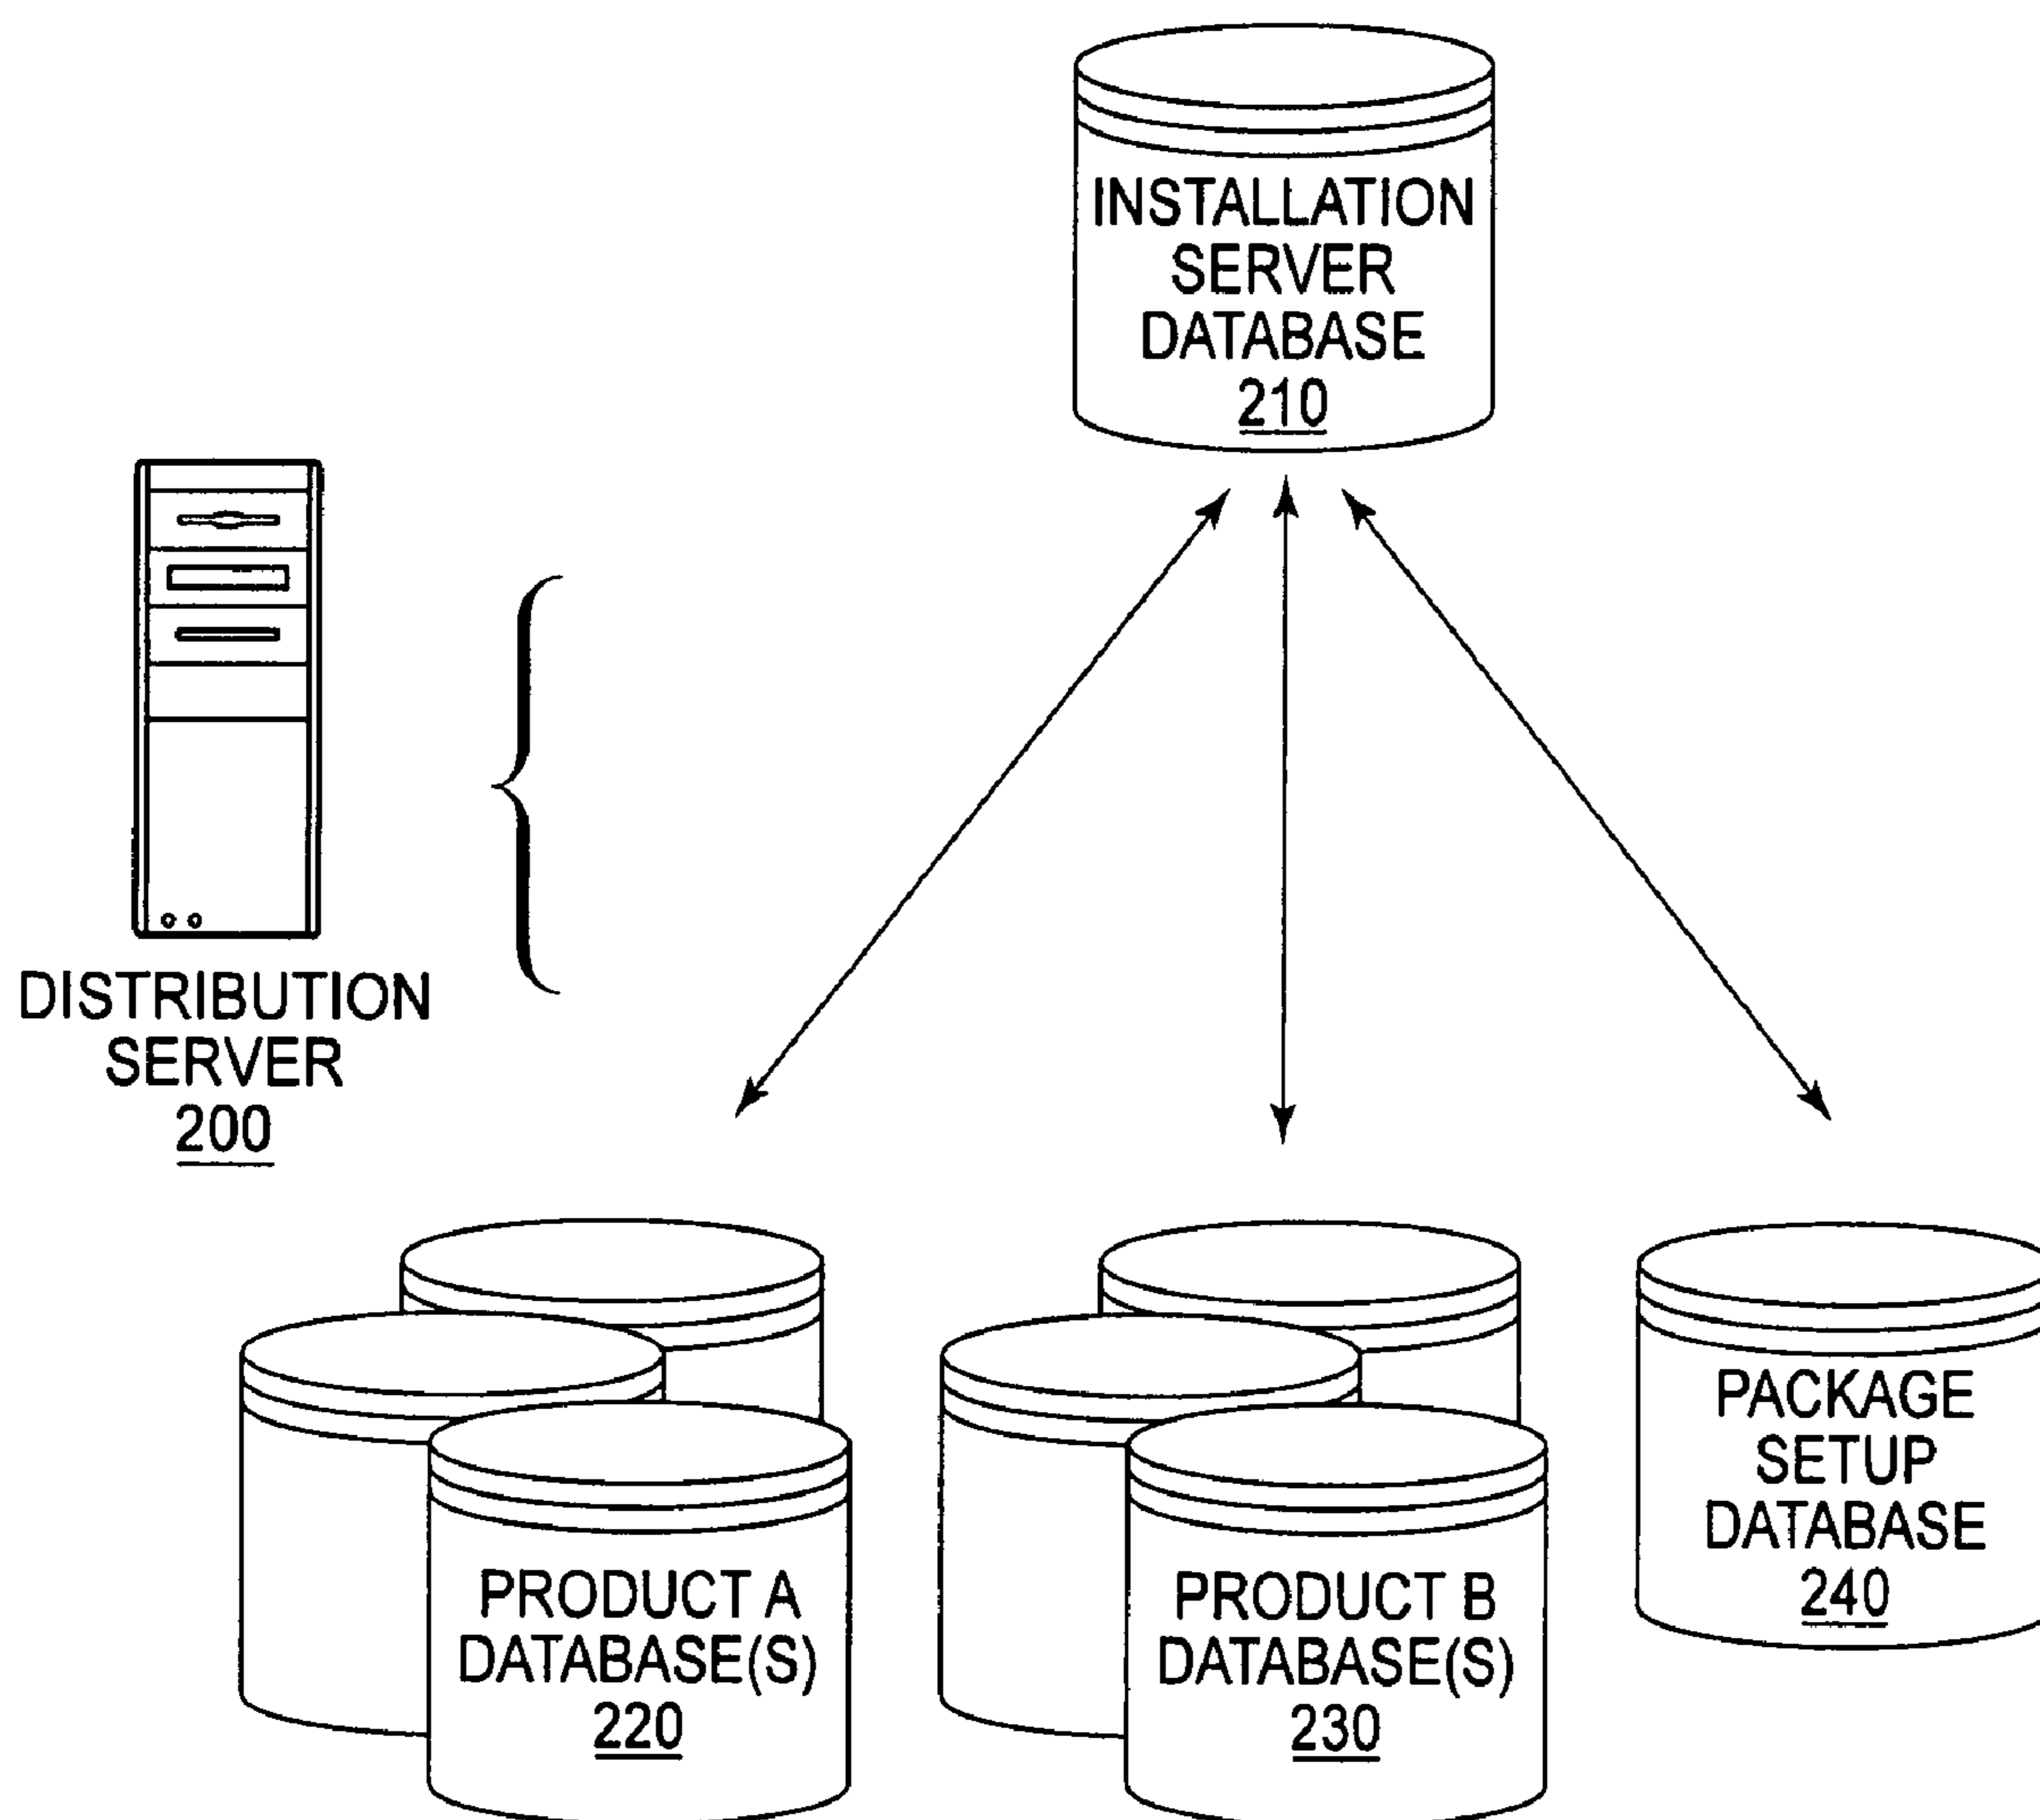 INSTALLATION
SERVER
DATABASE
210
DISTRIBUTION
SERVER
200
PRODUCT A
DATABASE(S)
220
PRODUCT B
DATABASE(S)
230
PACKAGE
SETUP
DATABASE
240